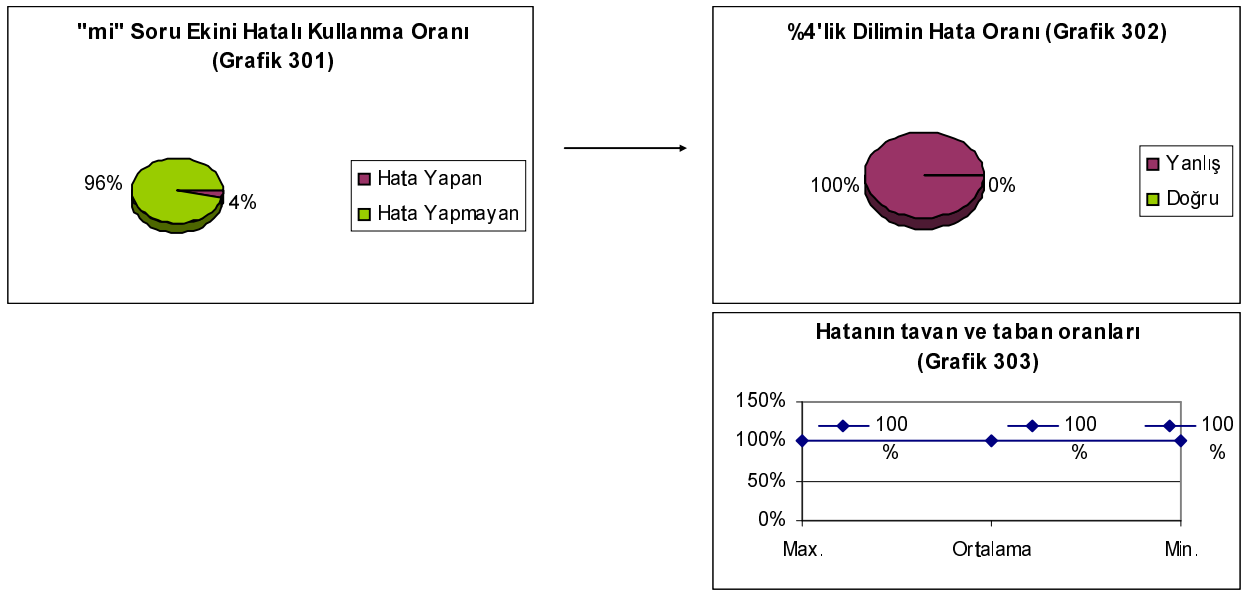 "mi" Soru Ekini Hatalı Kullanma Oranı
(Grafik 301)
96%
4%
Hata Yapan
Hata Yapmayan
%4'lik Dilimin Hata Oranı (Grafik 302)
100%
0%
Yanlış
Doğru
Hatanın tavan ve taban oranları
(Grafik 303)
150%
100%
50%
0%
100
%
100
%
100
%
Max.
Ortalama
Min.